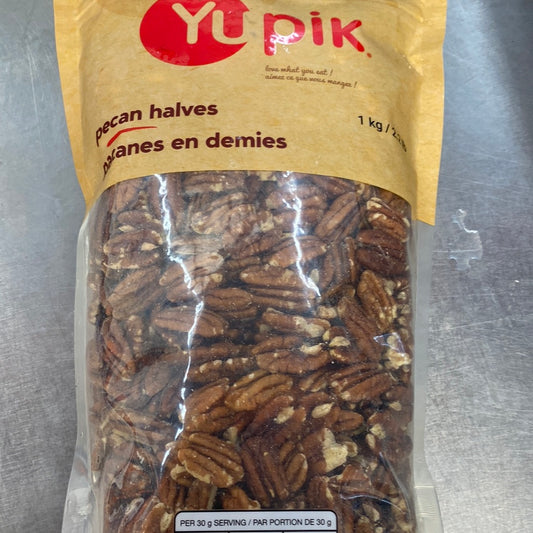 Yupik
love what you eat !
aimez ce que vous mangez !
pecan halves
1 kg /
pacanes en demies
PER 30 g SERVING / PAR PORTION DE 30 g